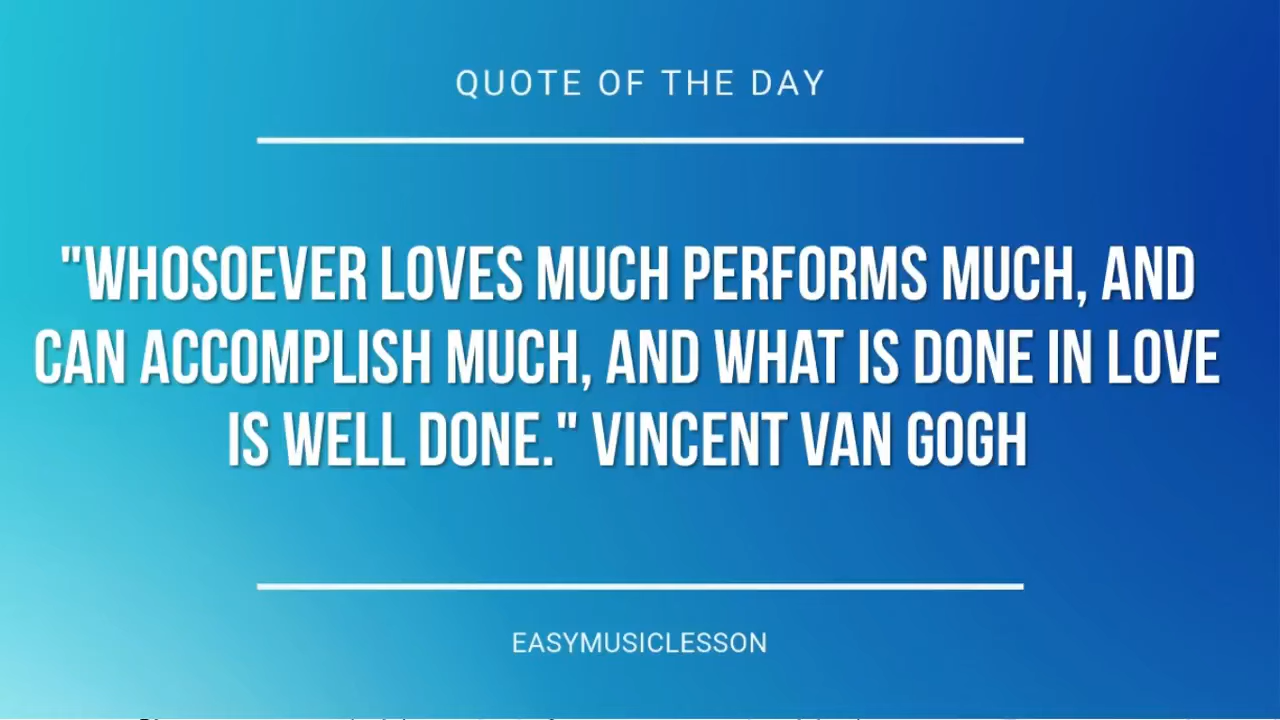 QUOTE OF THE DAY
"WHOSOEVER LOVES MUCH PERFORMS MUCH, AND
CAN ACCOMPLISH MUCH, AND WHAT IS DONE IN LOVE
IS WELL DONE." VINCENT VAN GOGH
EASYMUSICLESSON